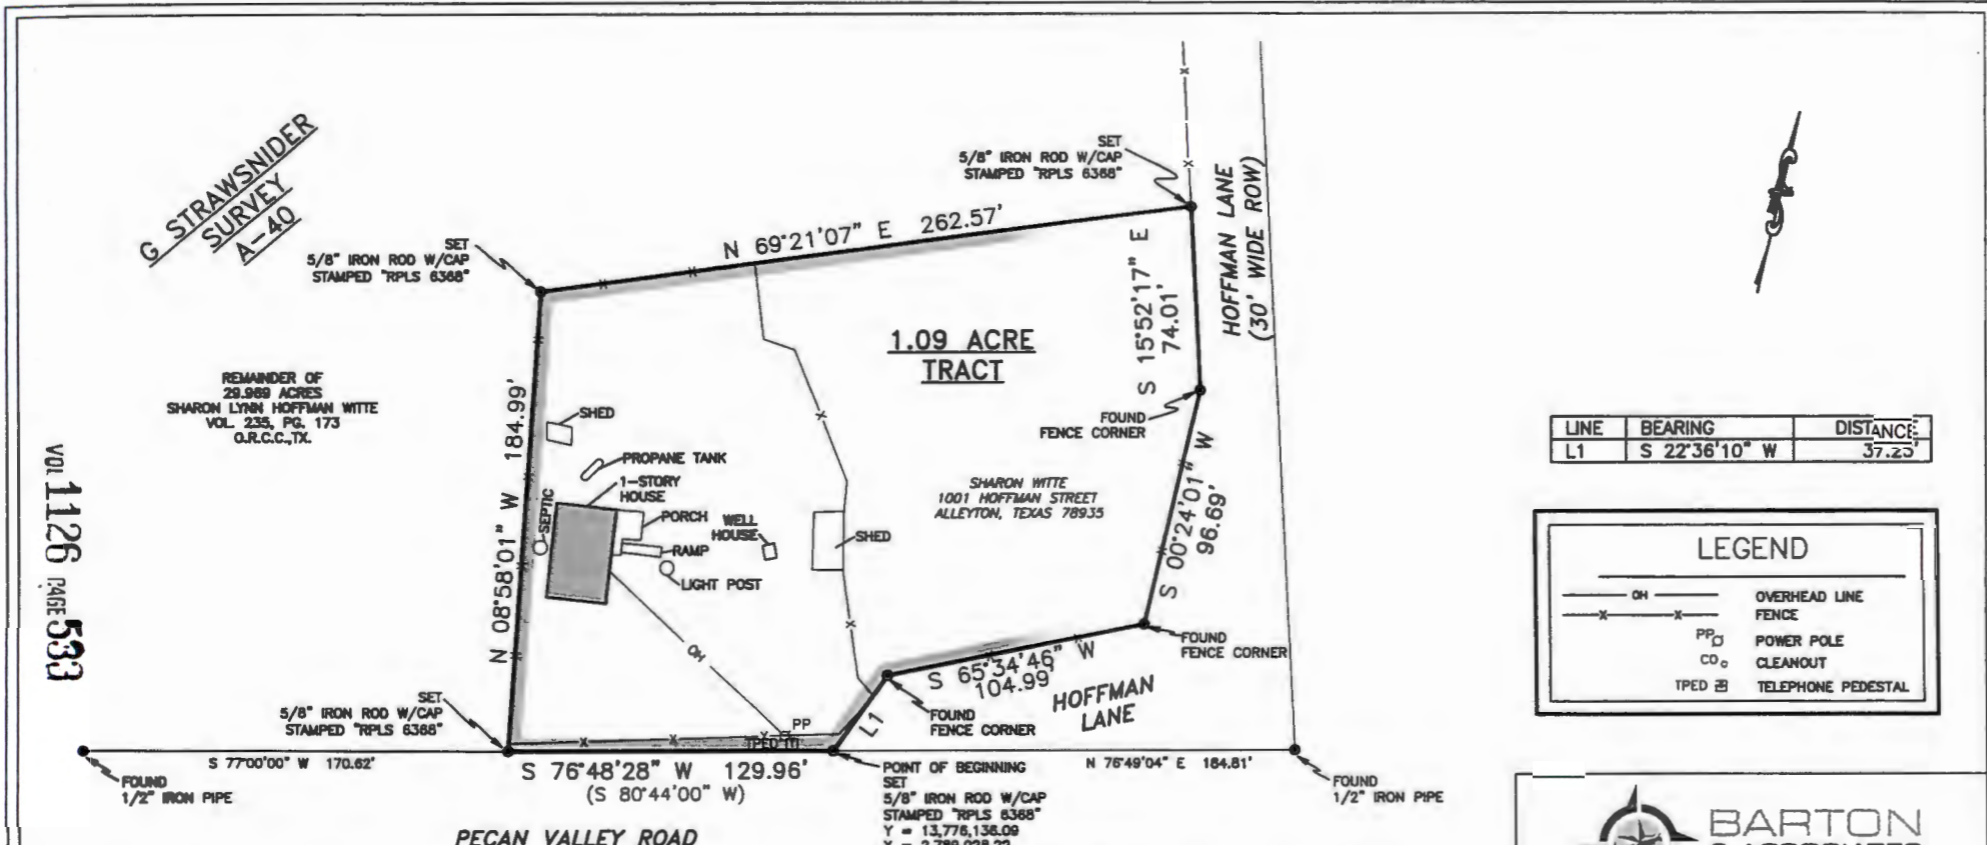 G STRAWSNIDER
SURVEY
A-40
SET
5/8" IRON ROD W/CAP
STAMPED "RPLS 6368"
SET
5/8" IRON ROD W/CAP
STAMPED "RPLS 6368"
N 69°21'07" E 262.57'
HOFFMAN LANE
(30' WIDE ROW)
S 15°52'17" E
74.01'
1.09 ACRE
TRACT
REMAINDER OF
29.969 ACRES
SHARON LYNN HOFFMAN WITTE
VOL. 235, PG. 173
O.R.C.C.,TX.
N 08°58'01" W 184.99'
SHED
PROPANE TANK
1-STORY
HOUSE
SEPTIC
PORCH
WELL
HOUSE
RAMP
SHED
LIGHT POST
FOUND
FENCE CORNER
SHARON WITTE
1001 HOFFMAN STREET
ALLEYTON, TEXAS 78935
S 00°24'01" W
96.69'
LINE BEARING DISTANCE
L1 S 22°36'10" W 37.25'
LEGEND
OH OVERHEAD LINE
X X FENCE
PP POWER POLE
CO CLEANOUT
TPED TELEPHONE PEDESTAL
VOL 1126 PAGE 533
OH
FOUND
FENCE CORNER
S 65°34'46" W
104.99'
HOFFMAN
LANE
SET
5/8" IRON ROD W/CAP
STAMPED "RPLS 6368"
PP
TPED
L1
FOUND
FENCE CORNER
S 77°00'00" W 170.62'
FOUND
1/2" IRON PIPE
S 76°48'28" W 129.96'
(S 80°44'00" W)
POINT OF BEGINNING
SET
5/8" IRON ROD W/CAP
STAMPED "RPLS 6368"
Y = 13,776,136.09
N 76°49'04" E 184.81'
FOUND
1/2" IRON PIPE
PECAN VALLEY ROAD
BARTON